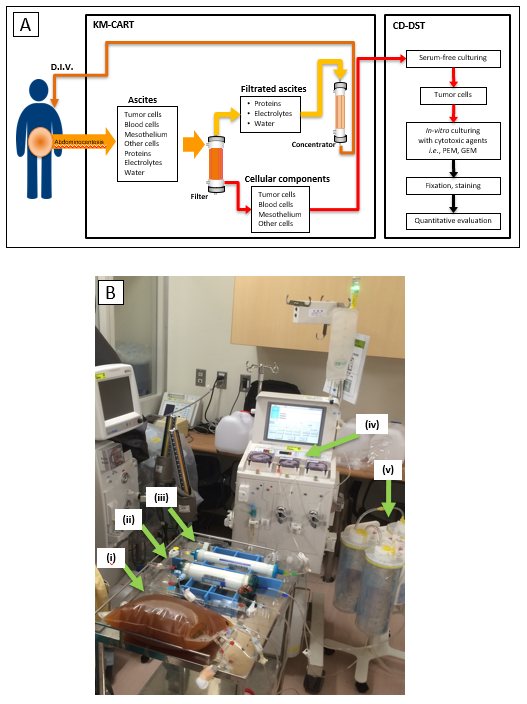 A
KM-CART
CD-DST
D.I.V.
Abdominocentesis
Ascites
Tumor cells
Blood cells
Mesothelium
Other cells
Proteins
Electrolytes
Water
Filter
Filtrated ascites
• Proteins
• Electrolytes
• Water
Concentrator
Cellular components
Tumor cells
Blood cells
Mesothelium
Other cells
Serum-free culturing
Tumor cells
In-vitro culturing
with cytotoxic agents
i.e., PEM, GEM
Fixation, staining
Quantitative evaluation
B
(iv)
(v)
(iii)
(ii)
(i)